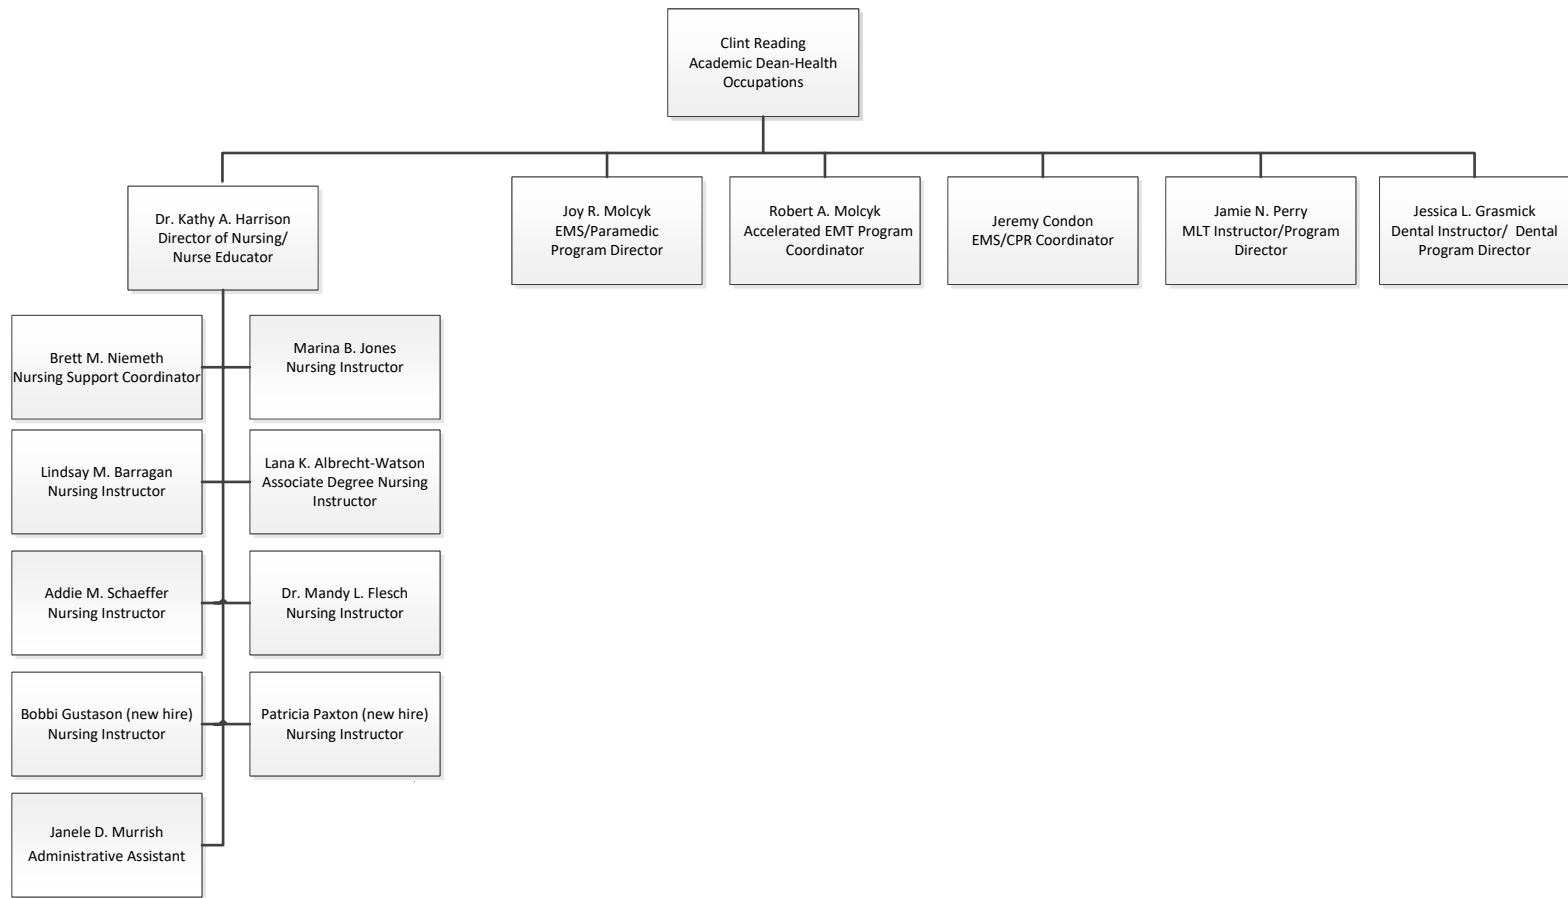 Clint Reading
Academic Dean-Health
Occupations
Dr. Kathy A. Harrison
Director of Nursing/
Nurse Educator
Joy R. Molcyk
EMS/Paramedic
Program Director
Robert A. Molcyk
Accelerated EMT Program
Coordinator
Jeremy Condon
EMS/CPR Coordinator
Jamie N. Perry
MLT Instructor/Program
Director
Jessica L. Grasmick
Dental Instructor/ Dental
Program Director
Brett M. Niemeth
Nursing Support Coordinator
Marina B. Jones
Nursing Instructor
Lindsay M. Barragan
Nursing Instructor
Lana K. Albrecht-Watson
Associate Degree Nursing
Instructor
Addie M. Schaeffer
Nursing Instructor
Dr. Mandy L. Flesch
Nursing Instructor
Bobbi Gustason (new hire)
Nursing Instructor
Patricia Paxton (new hire)
Nursing Instructor
Janele D. Murrish
Administrative Assistant